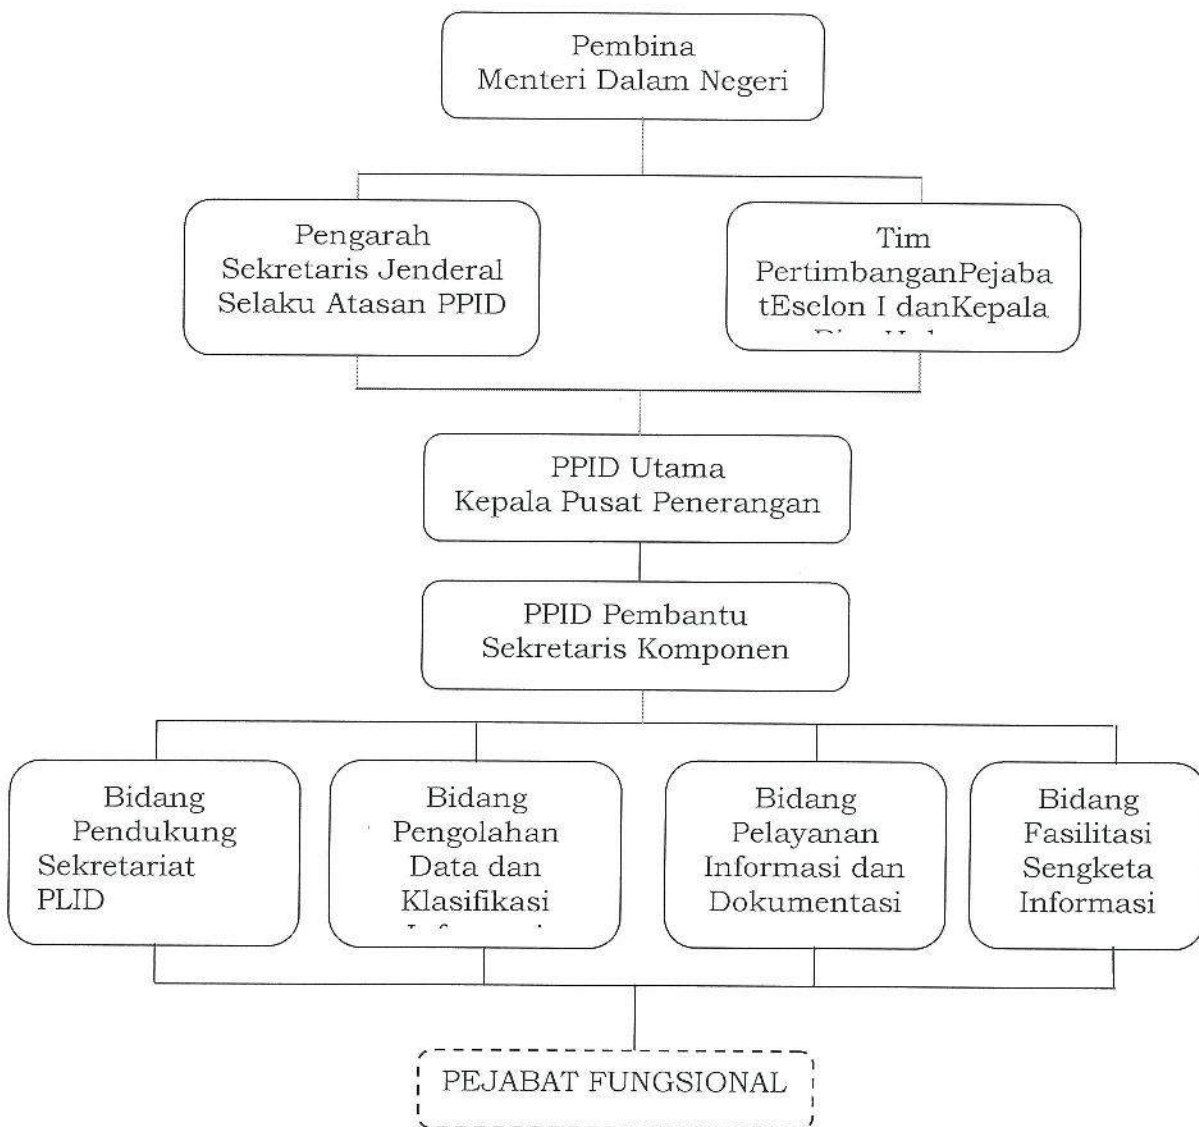 Pembina
Menteri Dalam Negeri
Pengarah
Sekretaris Jenderal
Selaku Atasan PPID
Tim
PertimbanganPejaba
tEselon I danKepala
PPID Utama
Kepala Pusat Penerangan
PPID Pembantu
Sekretaris Komponen
Bidang
Pendukung
Sekretariat
PLID
Bidang
Pengolahan
Data dan
Klasifikasi
Bidang
Pelayanan
Informasi dan
Dokumentasi
Bidang
Fasilitasi
Sengketa
Informasi
PEJABAT FUNGSIONAL